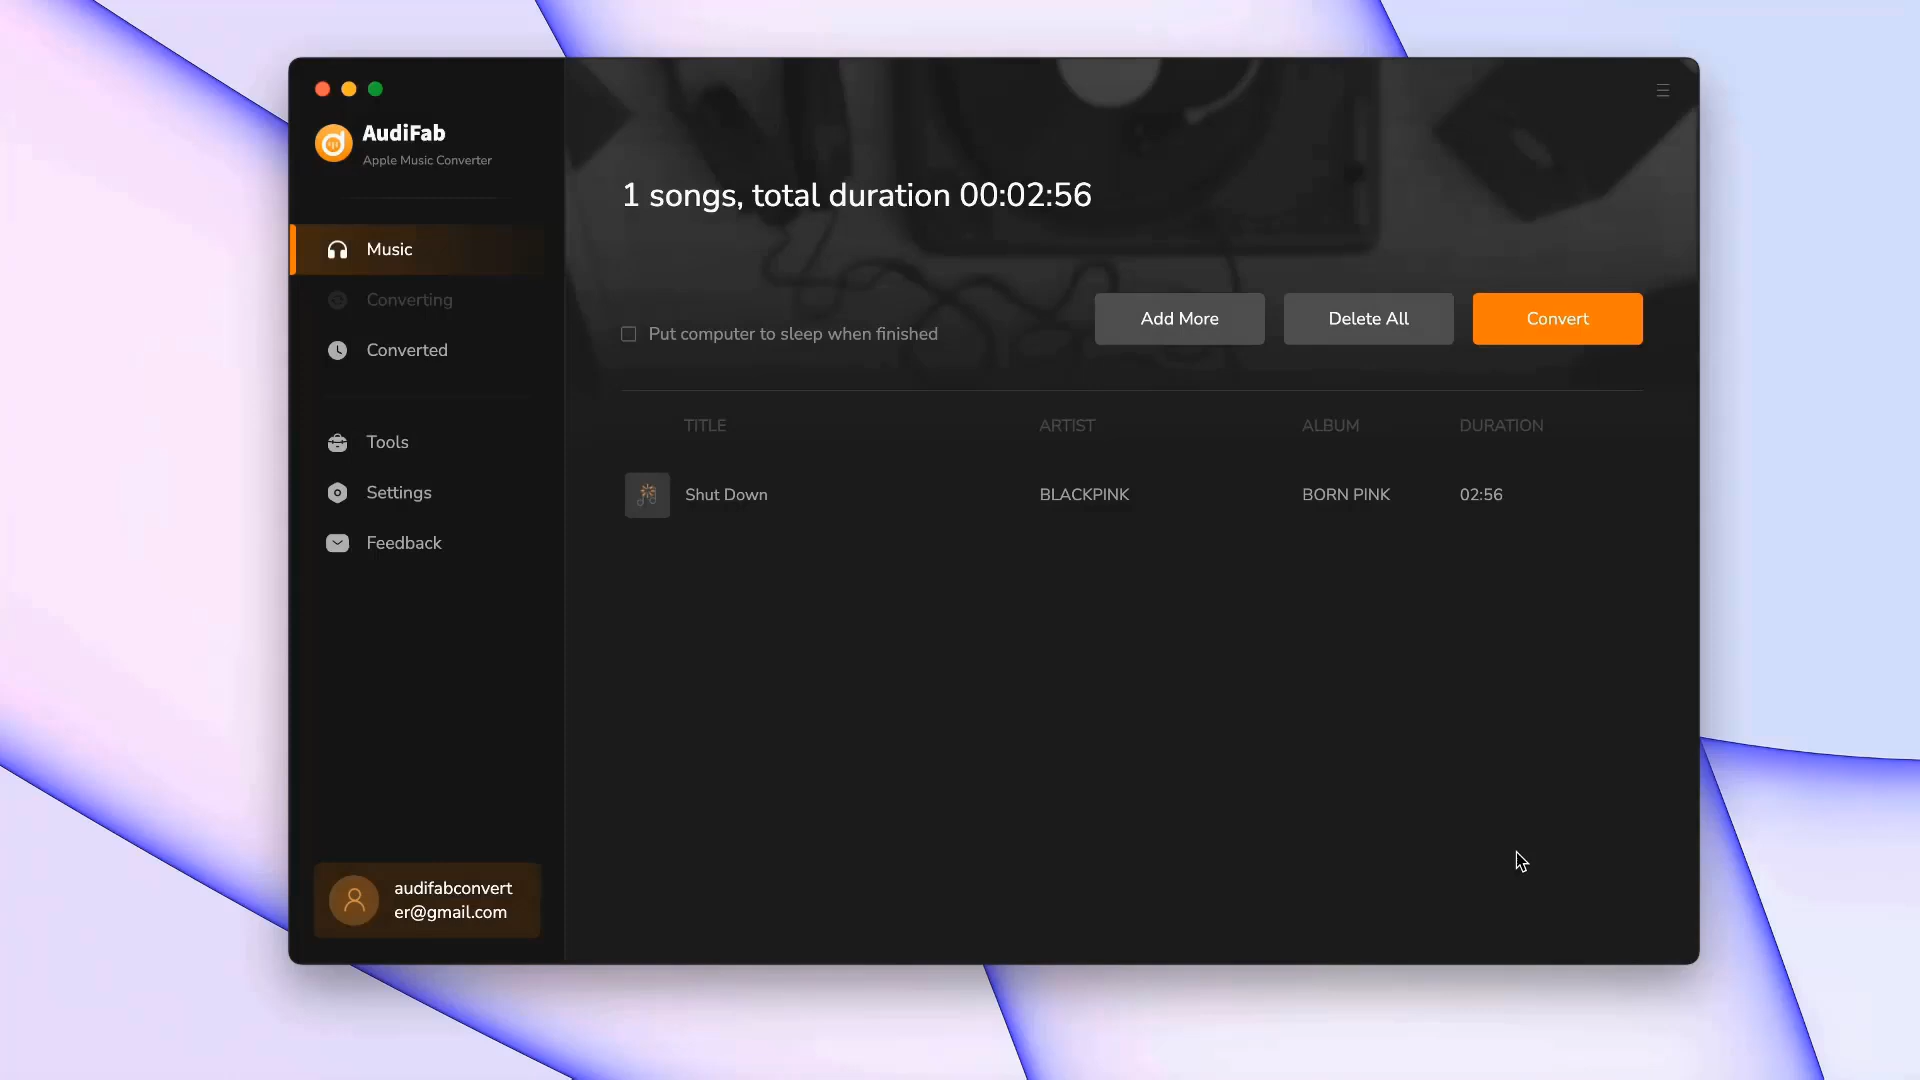 AudiFab
Apple Music Converter
Music
Converting
Converted
Tools
Settings
Feedback
audifabconvert
er@gmail.com
1 songs, total duration 00:02:56
Put computer to sleep when finished
Add More
Delete All
Convert
TITLE ARTIST ALBUM DURATION
Shut Down BLACKPINK BORN PINK 02:56